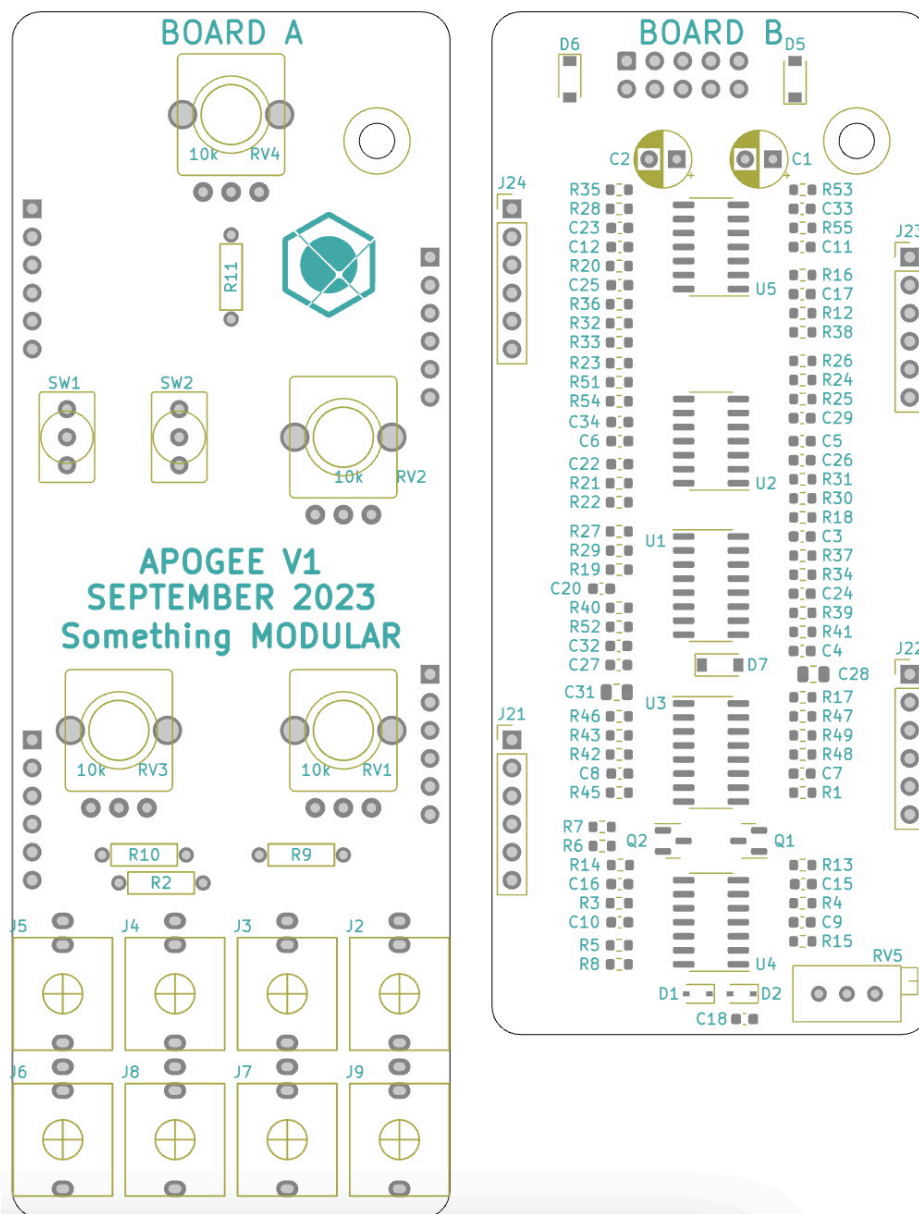 BOARD A
10k RV4
R11
SW1 SW2
10k RV2
APOGEE V1
SEPTEMBER 2023
Something MODULAR
10k RV3
10k RV1
R10 R9
R2
J5 J4 J3 J2
J6 J8 J7 J9
BOARD B
D6 D5
C2 C1
J24
R35
R28
C23
C12
R20
C25
R36
R32
R33
R23
R51
R54
C34
C6
C22
R21
R22
R27
R29
R19
C20
R40
R52
C32
C27
C31
J21
R46
R43
R42
C8
R45
R7
R6
R14
C16
R3
C10
R5
R8
U5
U2
U1
D7
U3
Q2 Q1
U4
D1 D2
C18
R53
C33
R55
C11
J23
R16
C17
R12
R38
R26
R24
R25
C29
C5
C26
R31
R30
R18
C3
R37
R34
C24
R39
R41
C4
J22
C28
R17
R47
R49
R48
C7
R1
R13
C15
R4
C9
R15
RV5